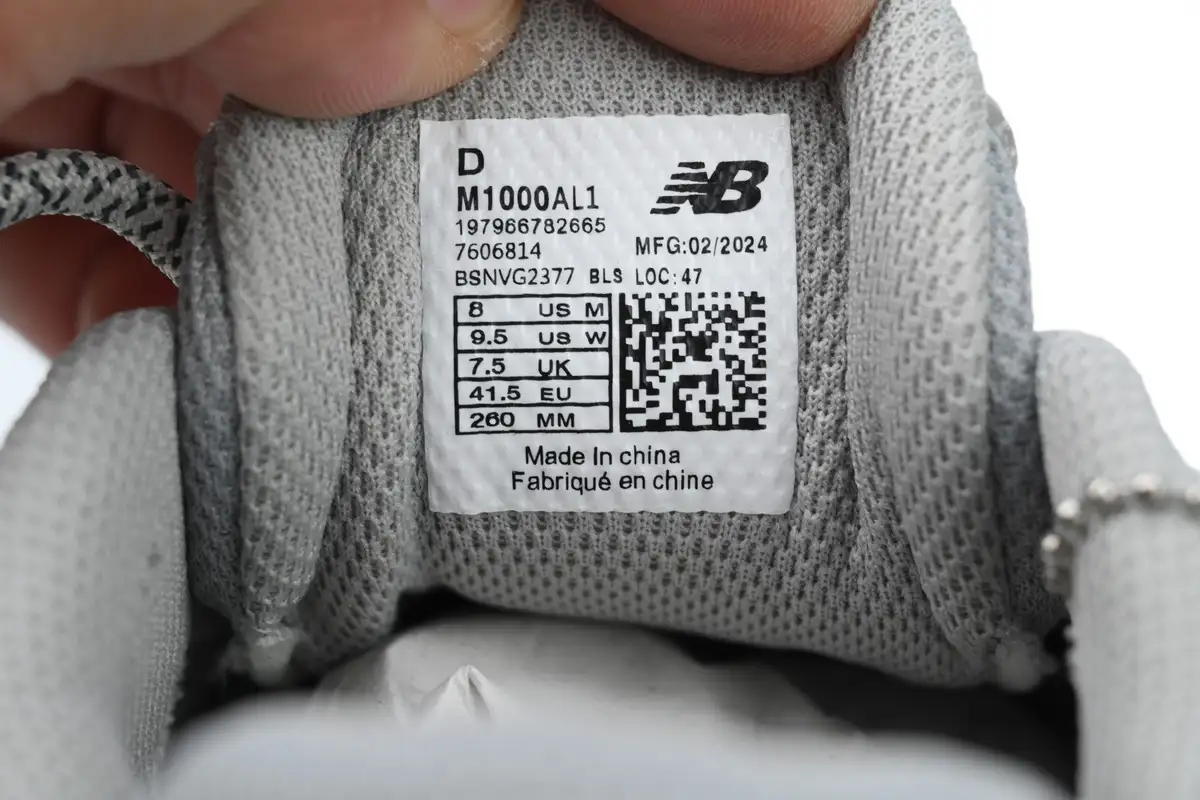 D
M1000AL1
NB
197966782665
7606814
MFG:02/2024
BSNVG2377 BLS LOC:47
8 US M
9.5 US W
7.5 UK
41.5 EU
260 MM
Made In china
Fabriqué en chine